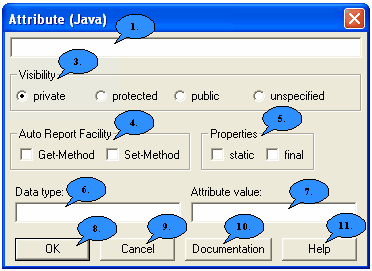 Attribute (Java)
1.
3.
Visibility
private protected public unspecified
4. 5.
Auto Report Facility Properties
Get-Method Set-Method static final
6. 7.
Data type: Attribute value:
8. 9. 10. 11.
OK Cancel Documentation Help